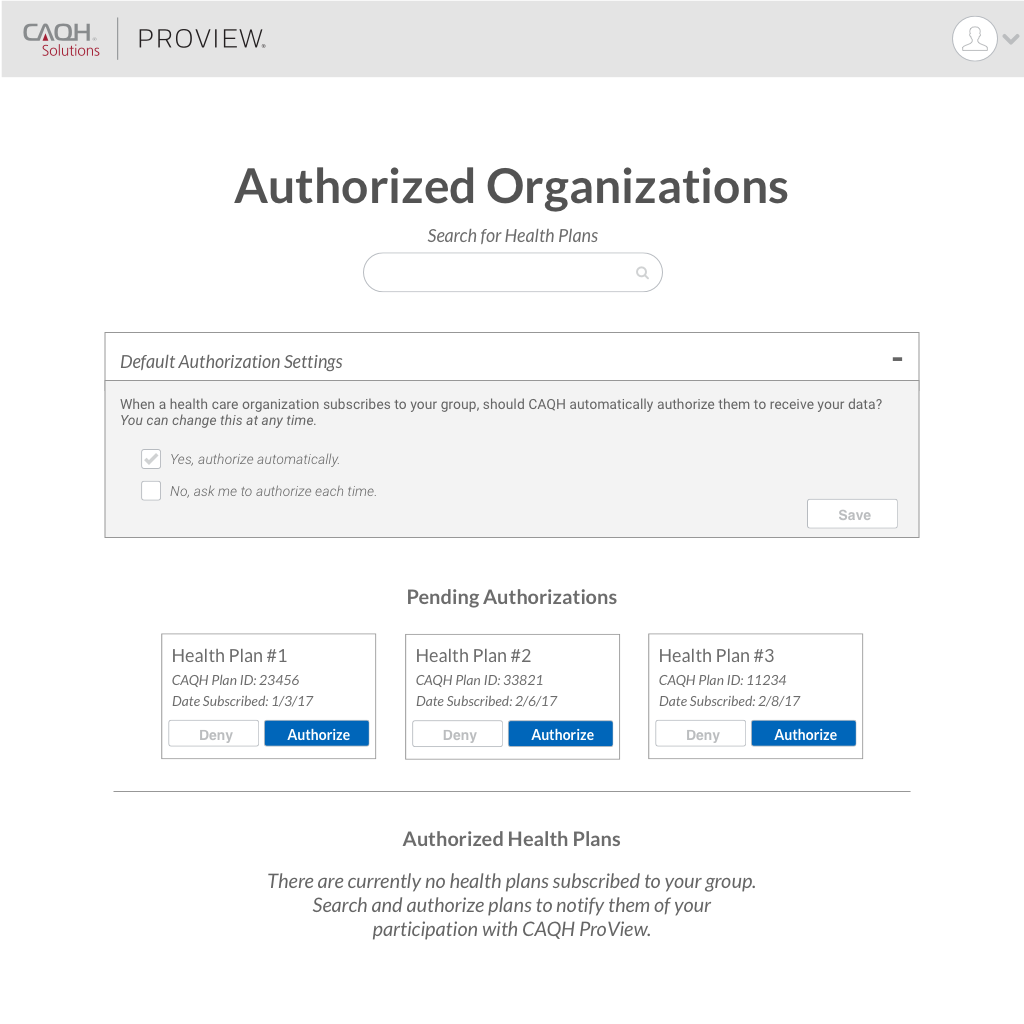 CAQH
Solutions
PROVIEW.
Authorized Organizations
Search for Health Plans
Default Authorization Settings
When a health care organization subscribes to your group, should CAQH automatically authorize them to receive your data?
You can change this at any time.
Yes, authorize automatically.
No, ask me to authorize each time.
Save
Pending Authorizations
Health Plan #1
CAQH Plan ID: 23456
Date Subscribed: 1/3/17
Deny Authorize
Health Plan #2
CAQH Plan ID: 33821
Date Subscribed: 2/6/17
Deny Authorize
Health Plan #3
CAQH Plan ID: 11234
Date Subscribed: 2/8/17
Deny Authorize
Authorized Health Plans
There are currently no health plans subscribed to your group.
Search and authorize plans to notify them of your
participation with CAQH ProView.